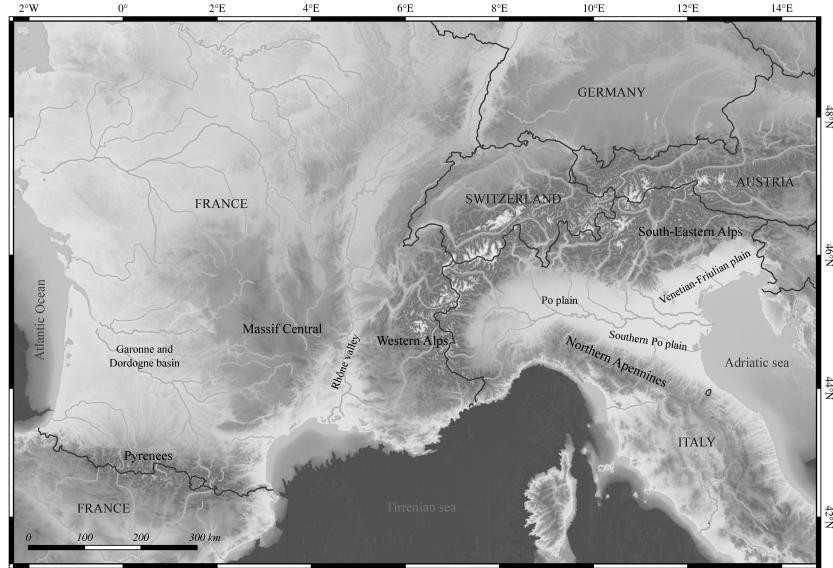 2°W 0° 2°E 4°E 6°E 8°E 10°E 12°E 14°E
GERMANY
48°N
AUSTRIA
SWITZERLAND
FRANCE
South-Eastern Alps
46°N
Venetian-Friulian plain
Po plain
Atlantic Ocean
Massif Central
Western Alps
Southern Po plain
Garonne and
Dordogne basin
Rhône valley
Northern Apennines
Adriatic sea
44°N
ITALY
Pyrenees
FRANCE
Tirrenian sea
42°N
0 100 200 300 km